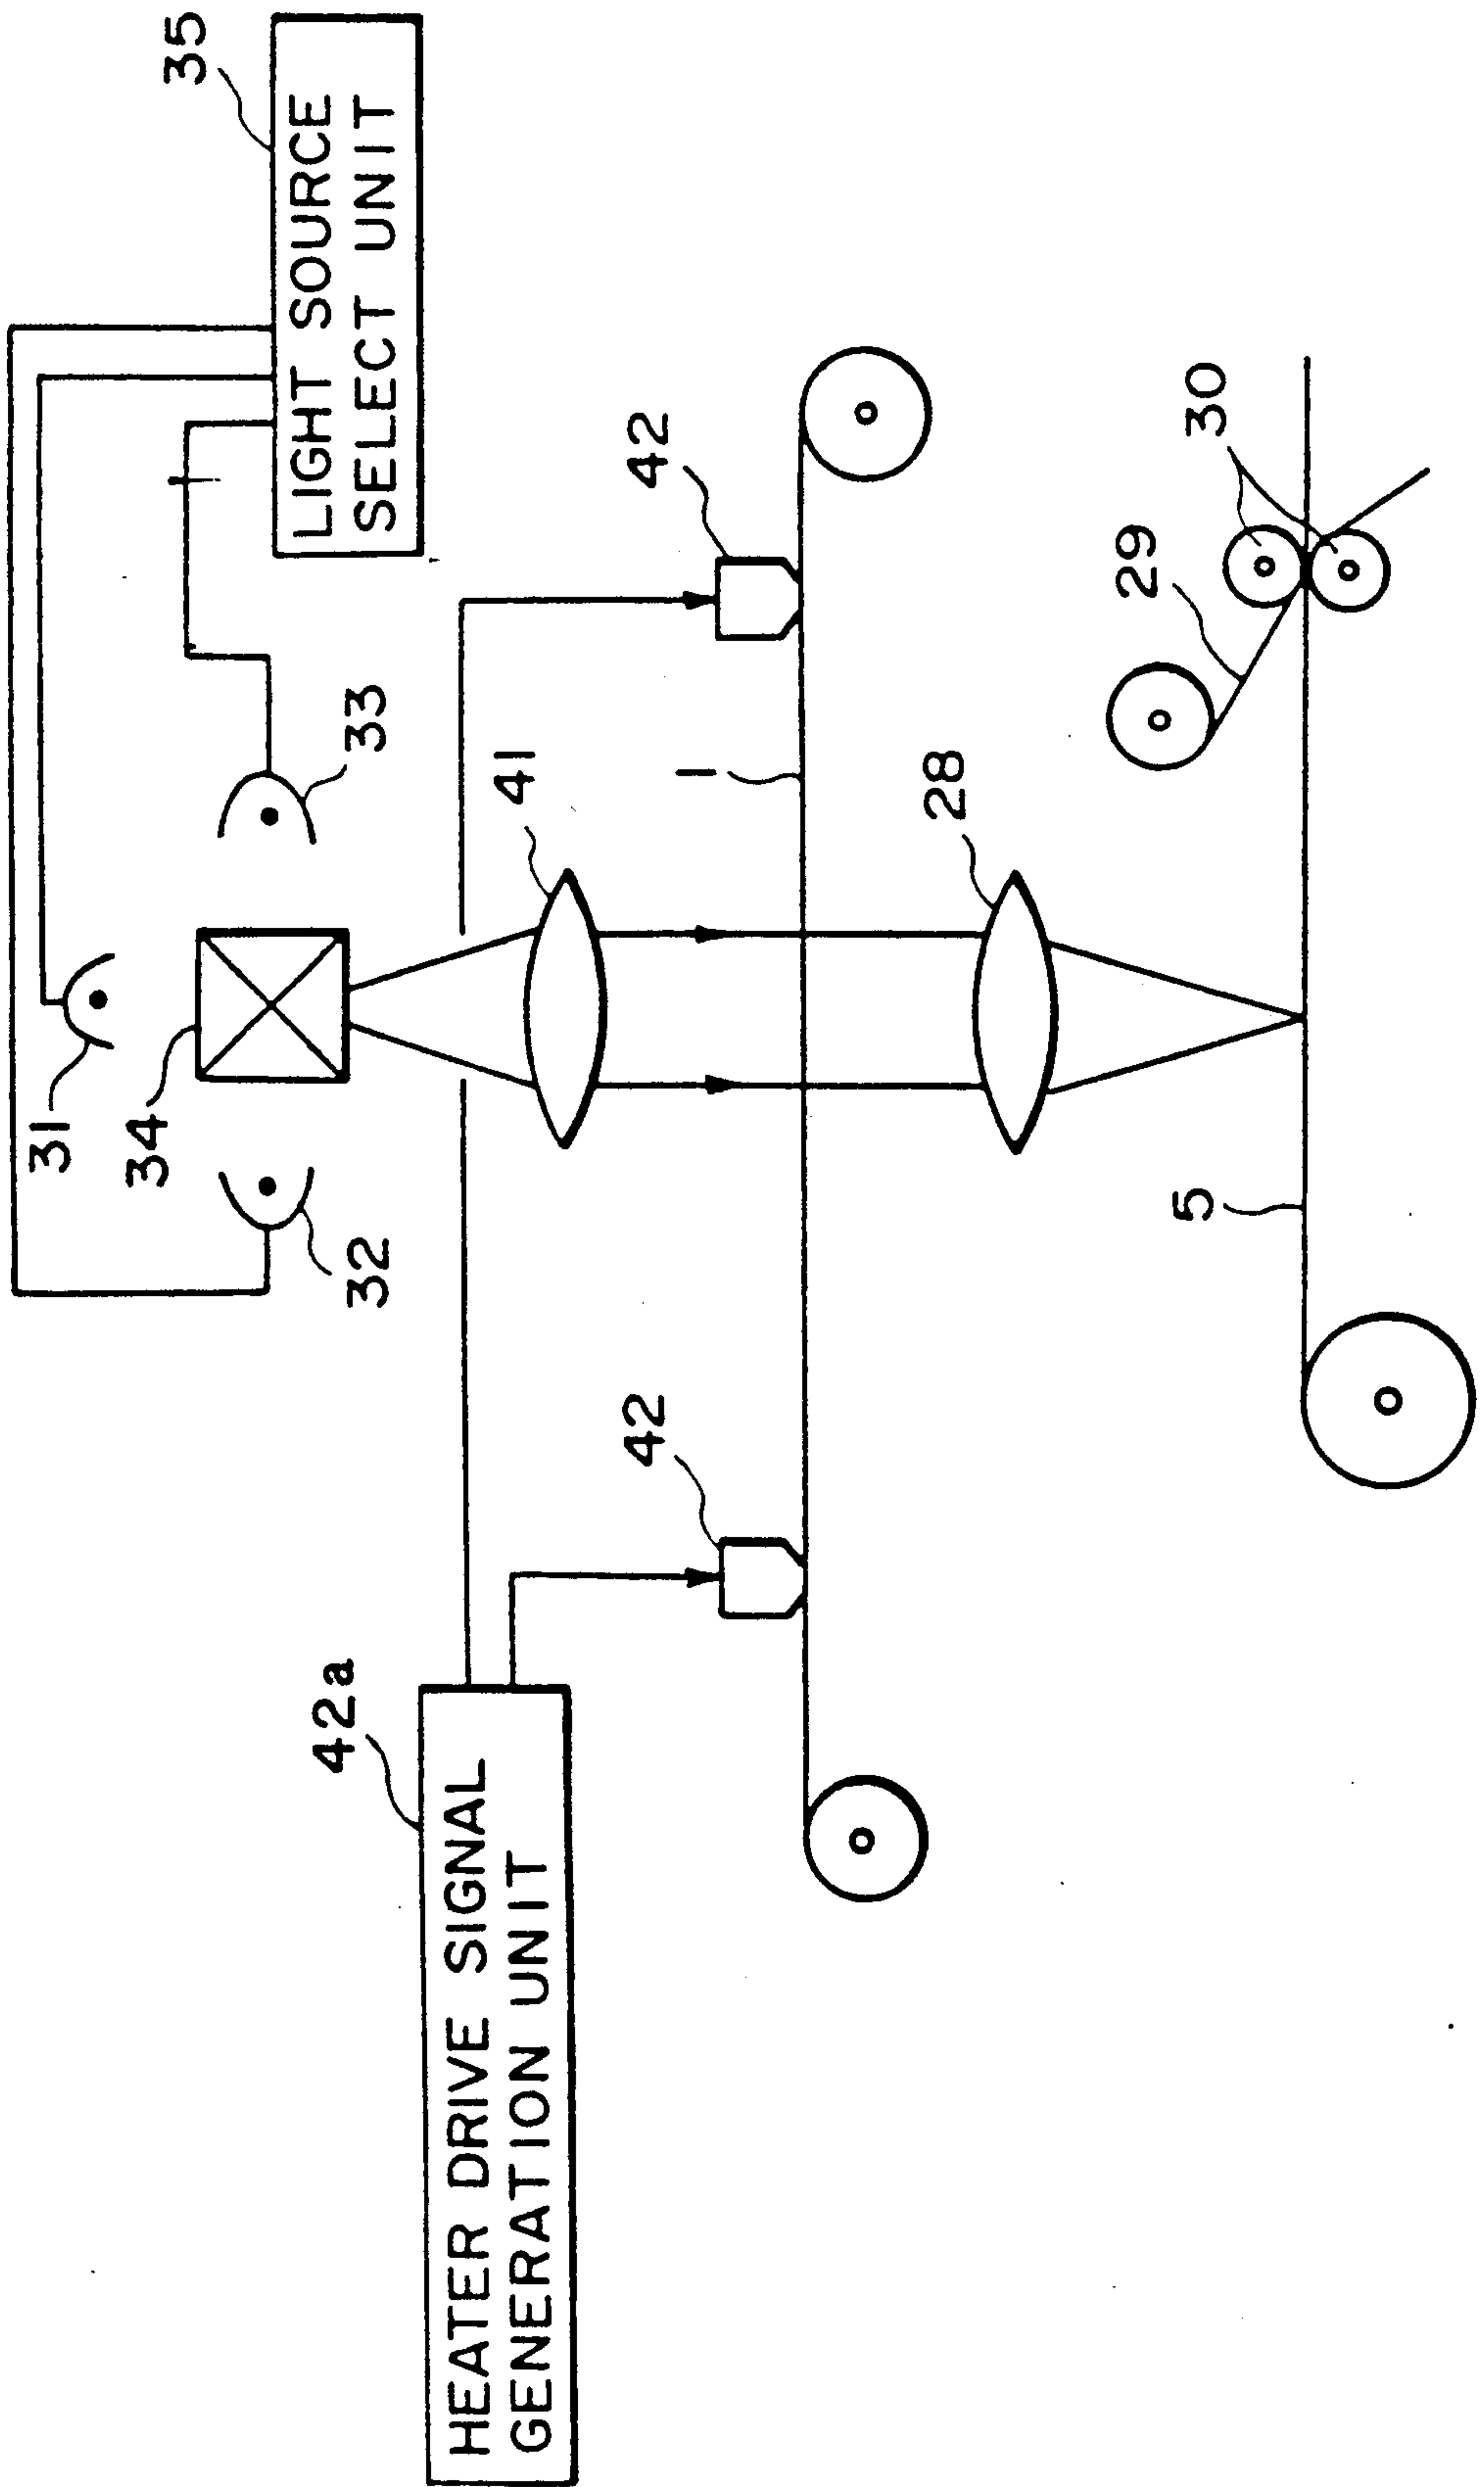 35
LIGHT SOURCE
SELECT UNIT
31
34
33
32
41
42
42
42a
HEATER DRIVE SIGNAL
GENERATION UNIT
1
28
29
30
5